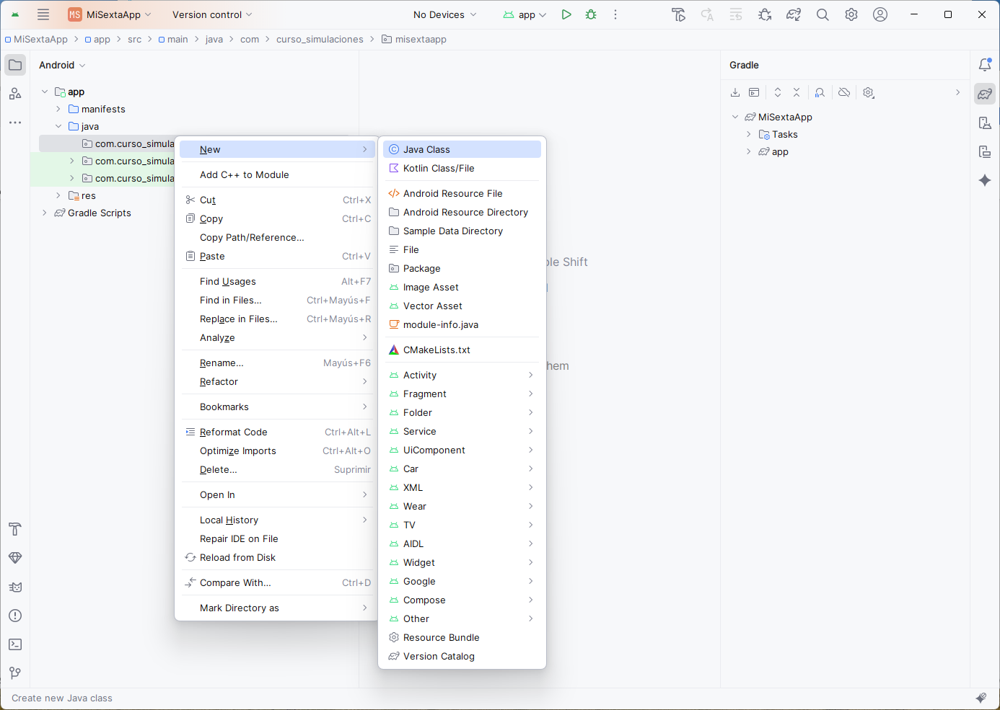 MS MiSextaApp Version control No Devices app
MiSextaApp app src main java com curso_simulaciones misextaapp
Android
app
manifests
java
com.curso_simula
com.curso_simula
com.curso_simula
res
Gradle Scripts
New
Add C++ to Module
Cut Ctrl+X
Copy Ctrl+C
Copy Path/Reference...
Paste Ctrl+V
Find Usages Alt+F7
Find in Files... Ctrl+Mayús+F
Replace in Files... Ctrl+Mayús+R
Analyze
Rename... Mayús+F6
Refactor
Bookmarks
Reformat Code Ctrl+Alt+L
Optimize Imports Ctrl+Alt+O
Delete... Suprimir
Open In
Local History
Repair IDE on File
Reload from Disk
Compare With... Ctrl+D
Mark Directory as
Java Class
Kotlin Class/File
Android Resource File
Android Resource Directory
Sample Data Directory
File
Package
Image Asset
Vector Asset
module-info.java
CMakeLists.txt
Activity
Fragment
Folder
Service
UiComponent
Car
XML
Wear
TV
AIDL
Widget
Google
Compose
Other
Resource Bundle
Version Catalog
ble Shift
hem
Gradle
MiSextaApp
Tasks
app
Create new Java class